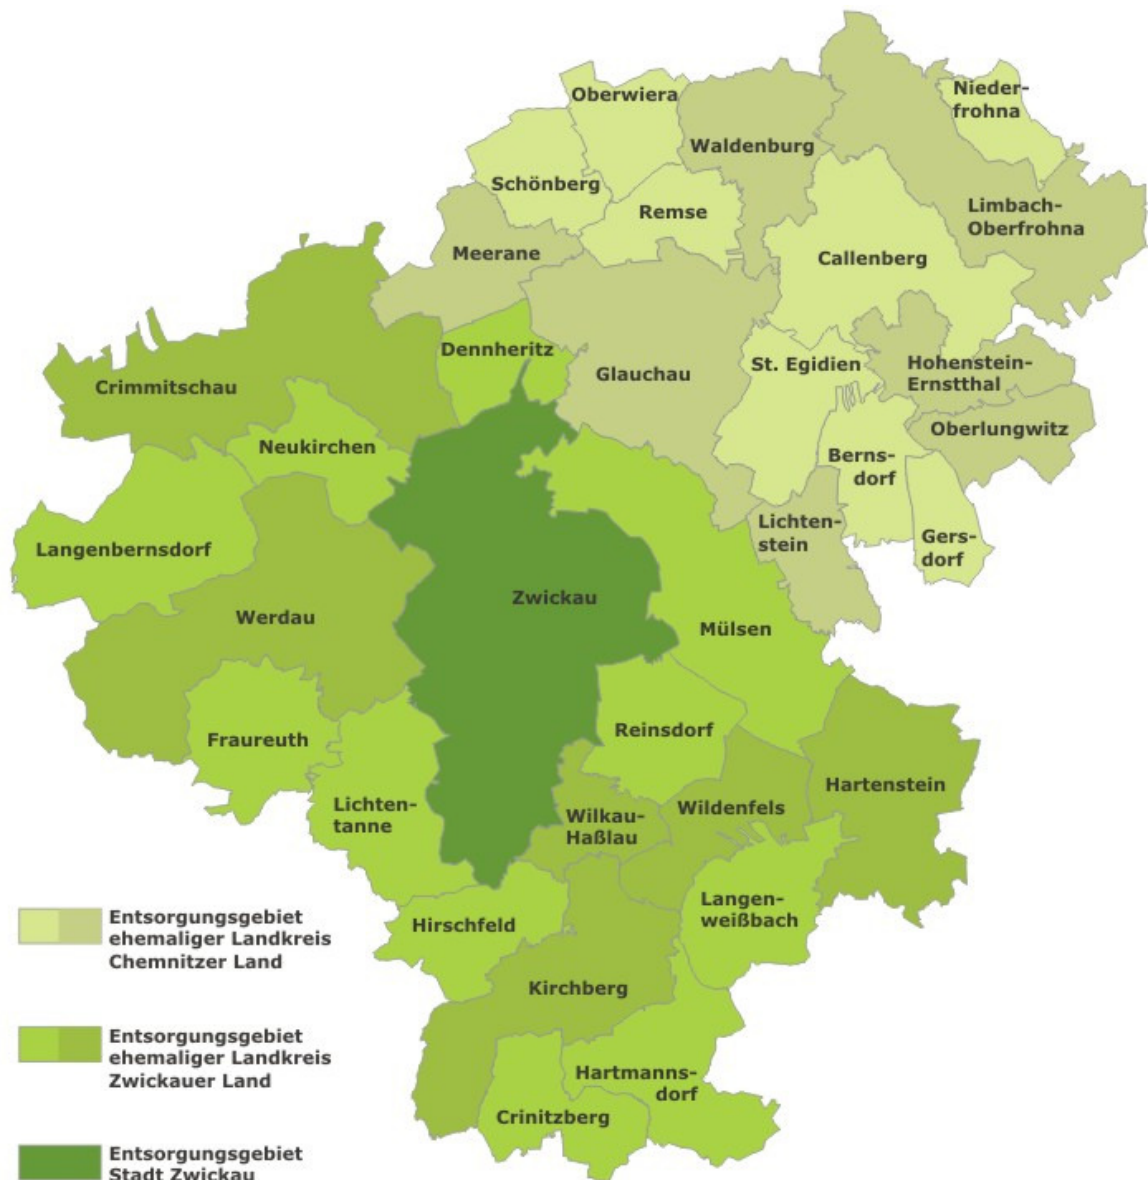 Oberwiera
Nieder-
frohna
Waldenburg
Schönberg
Remse
Limbach-
Oberfrohna
Meerane
Callenberg
Dennheritz
Glauchau
St. Egidien
Hohenstein-
Ernstthal
Crimmitschau
Neukirchen
Oberlungwitz
Berns-
dorf
Langenbernsdorf
Lichten-
stein
Gers-
dorf
Zwickau
Werdau
Mülsen
Fraureuth
Reinsdorf
Hartenstein
Lichten-
tanne
Wilkau-
Haßlau
Wildenfels
Langen-
weißbach
Hirschfeld
Kirchberg
Hartmanns-
dorf
Crinitzberg
Entsorgungsgebiet
ehemaliger Landkreis
Chemnitzer Land
Entsorgungsgebiet
ehemaliger Landkreis
Zwickauer Land
Entsorgungsgebiet
Stadt Zwickau